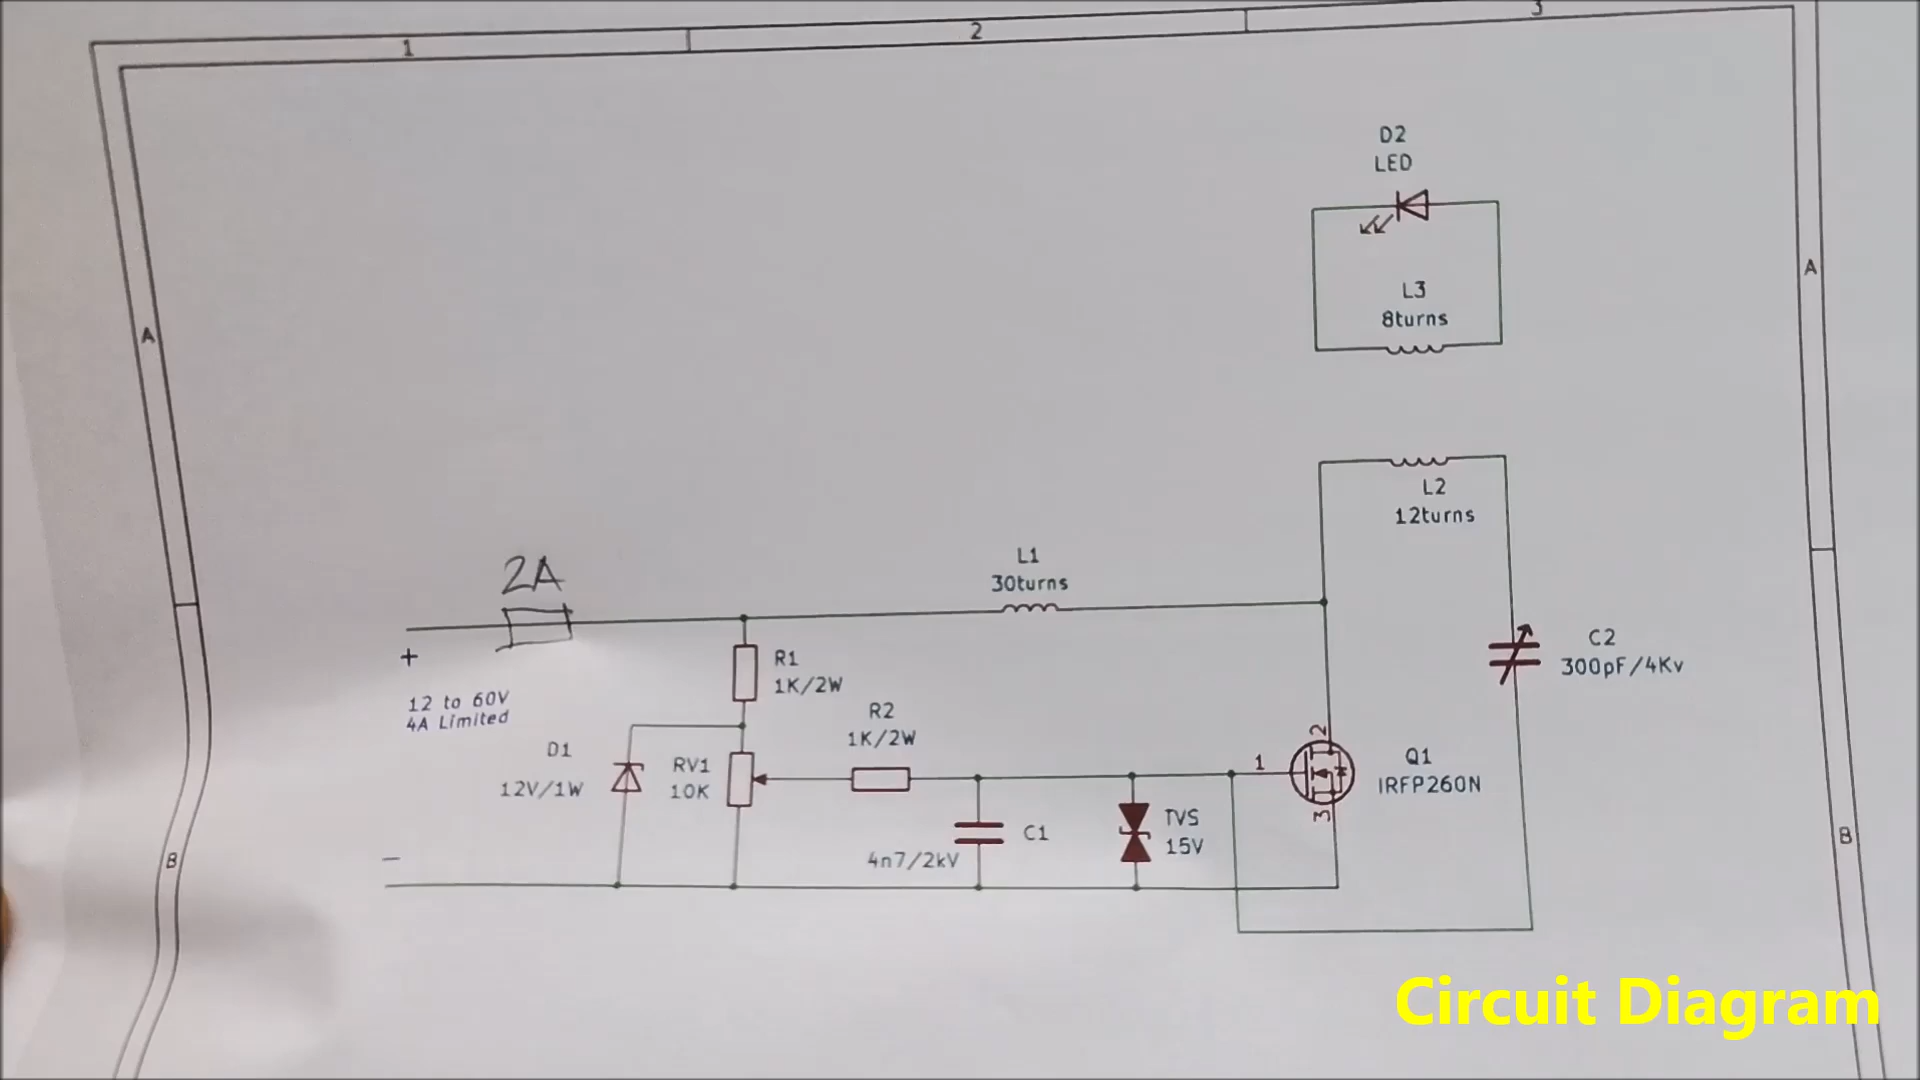 1
2
3
D2
LED
A
A
L3
8turns
L2
12turns
2A
L1
30turns
+
R1
1K/2W
C2
300pF/4Kv
12 to 60V
4A Limited
R2
1K/2W
D1
12V/1W
RV1
10K
1
2
3
Q1
IRFP260N
C1
4n7/2kV
TVS
15V
–
B
B
Circuit Diagram